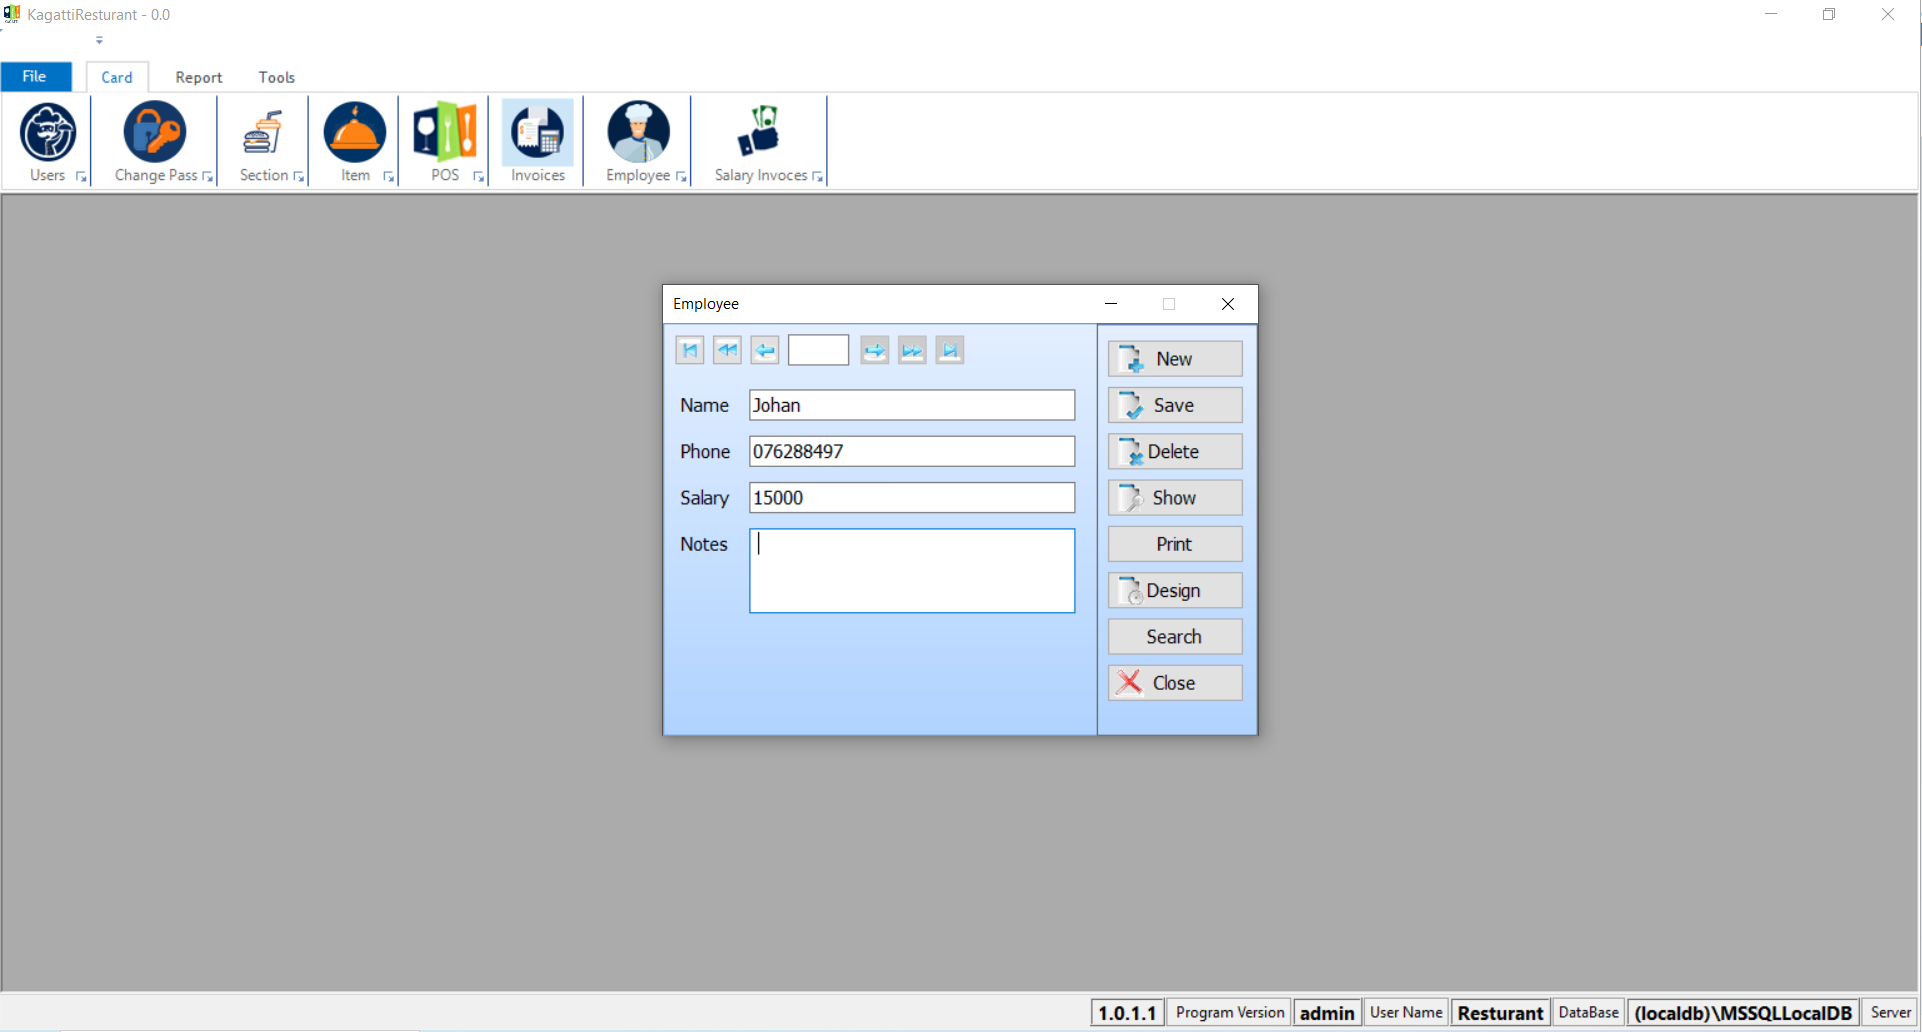 KagattiResturant - 0.0
File Card Report Tools
Users Change Pass Section Item POS Invoices Employee Salary Invoces
Employee
New
Name Johan Save
Phone 076288497 Delete
Salary 15000 Show
Notes Print
Design
Search
Close
1.0.1.1 Program Version admin User Name Resturant DataBase (localdb)\MSSQLLocalDB Server